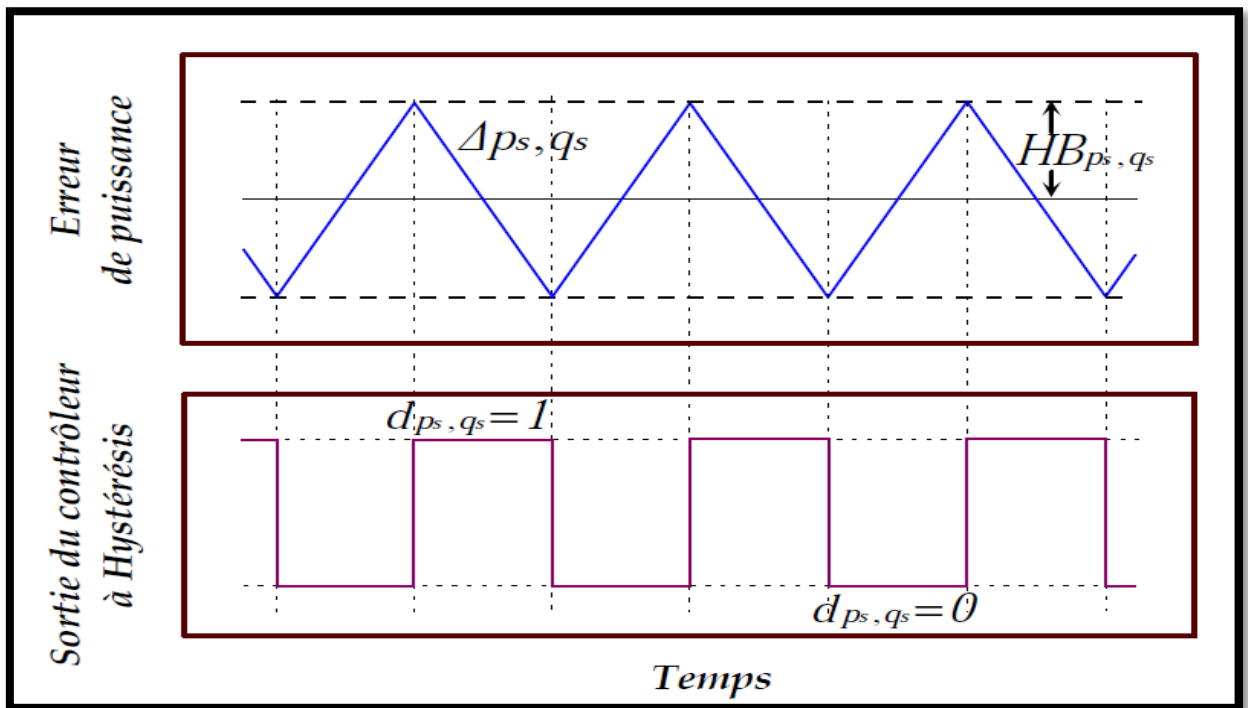 Erreur
de puissance
Δps,qs
HBps,qs
Sortie du contrôleur
à Hystérésis
dps,qs=1
dps,qs=0
Temps